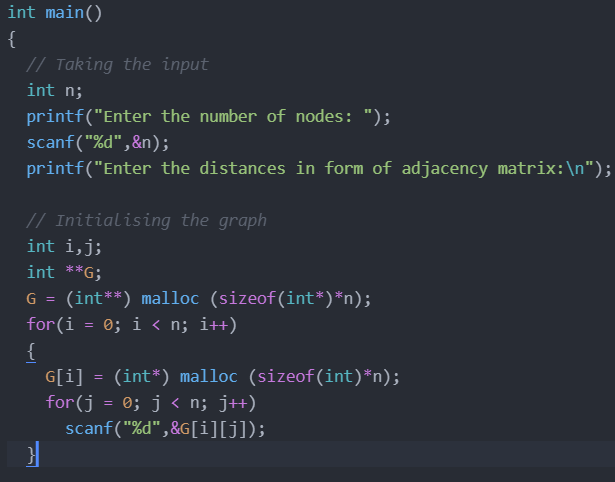 int main()
{
  // Taking the input
  int n;
  printf("Enter the number of nodes: ");
  scanf("%d",&n);
  printf("Enter the distances in form of adjacency matrix:\n");

  // Initialising the graph
  int i,j;
  int **G;
  G = (int**) malloc (sizeof(int*)*n);
  for(i = 0; i < n; i++)
  {
    G[i] = (int*) malloc (sizeof(int)*n);
    for(j = 0; j < n; j++)
      scanf("%d",&G[i][j]);
  }